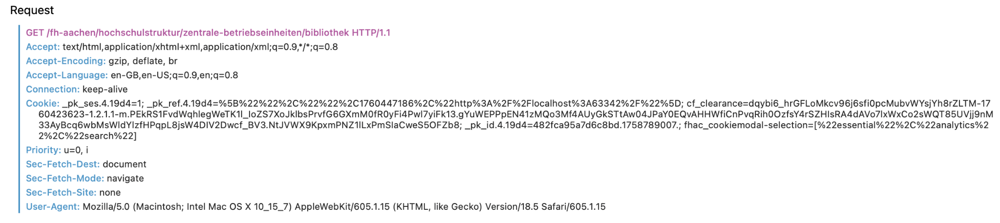 Request
GET /fh-aachen/hochschulstruktur/zentrale-betriebseinheiten/bibliothek HTTP/1.1
Accept: text/html,application/xhtml+xml,application/xml;q=0.9,*/*;q=0.8
Accept-Encoding: gzip, deflate, br
Accept-Language: en-GB,en-US;q=0.9,en;q=0.8
Connection: keep-alive
Cookie: _pk_ses.4.19d4=1; _pk_ref.4.19d4=%5B%22%22%2C%22%22%2C1760447186%2C%22http%3A%2F%2Flocalhost%3A63342%2F%22%5D; cf_clearance=dqybi6_hrGFLoMkcv96j6sfi0pcMubvWYsjYh8rZLTM-17
60423623-1.2.1.1-m.PEkRS1FvdWqhlegWeTK1l_IoZS7XoJklbsPrvfG6GXmM0fR0yFi4Pwl7yiFk13.gYuWEPPpEN41zMQo3Mf4AUyGkSTtAw04JPaY0EQvAHHWfiCnPvqRih0OzfsY4rSZHlsRA4dAVo7lxWxCo2sWQT85UVjj9nM
33AyBcq6wbMsWldYIzfHPqpL8jsW4DIV2Dwcf_BV3.NtJVWX9KpxmPNZ1lLxPmSlaCweS5OFZb8; _pk_id.4.19d4=482fca95a7d6c8bd.1758789007.; fhac_cookiemodal-selection=[%22essential%22%2C%22analytics%2
2%2C%22search%22]
Priority: u=0, i
Sec-Fetch-Dest: document
Sec-Fetch-Mode: navigate
Sec-Fetch-Site: none
User-Agent: Mozilla/5.0 (Macintosh; Intel Mac OS X 10_15_7) AppleWebKit/605.1.15 (KHTML, like Gecko) Version/18.5 Safari/605.1.15